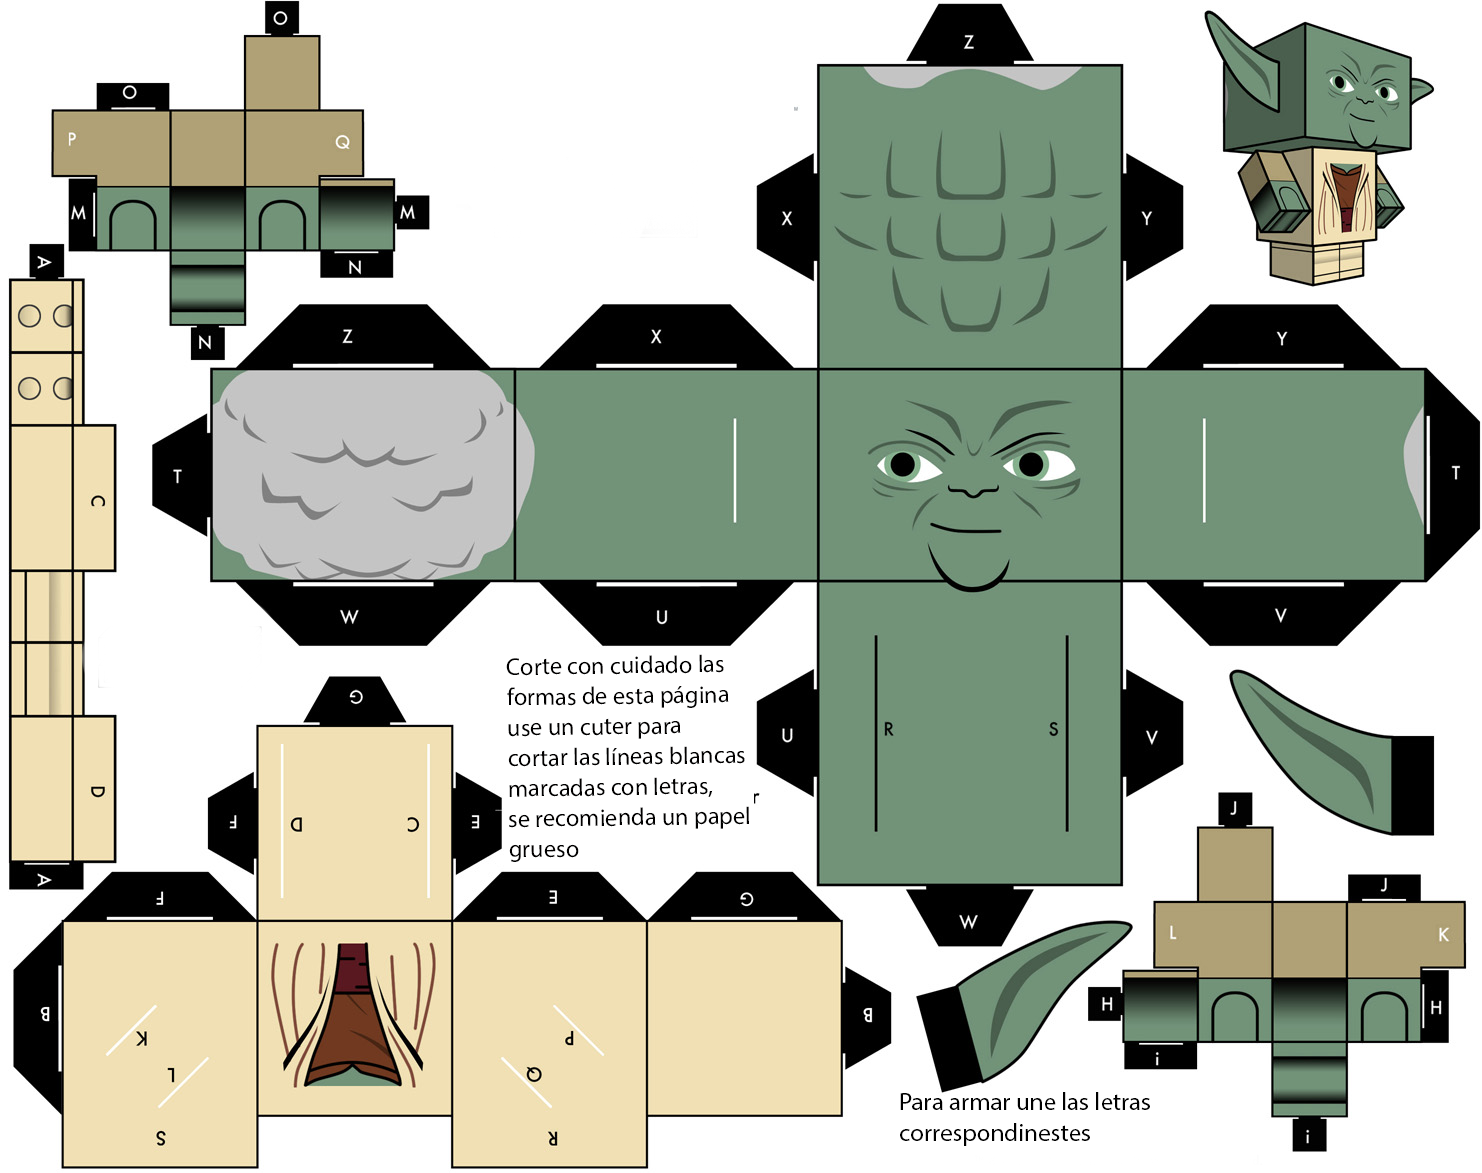 O
O
P
Q
M
M
N
N
A
Z
X
Y
Z
X
Y
T
T
C
W
U
V
Corte con cuidado las
formas de esta página
use un cuter para
cortar las líneas blancas
marcadas con letras,
se recomienda un papel
grueso
r
U
R
S
V
G
F
D
C
E
D
A
F
E
G
W
J
J
L
K
B
K
L
S
P
Q
R
B
H
H
i
i
Para armar une las letras
correspondinestes